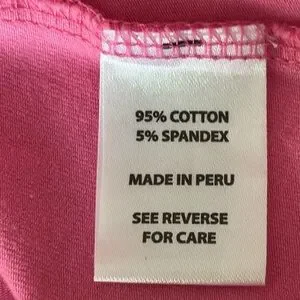 95% COTTON
5% SPANDEX
MADE IN PERU
SEE REVERSE
FOR CARE